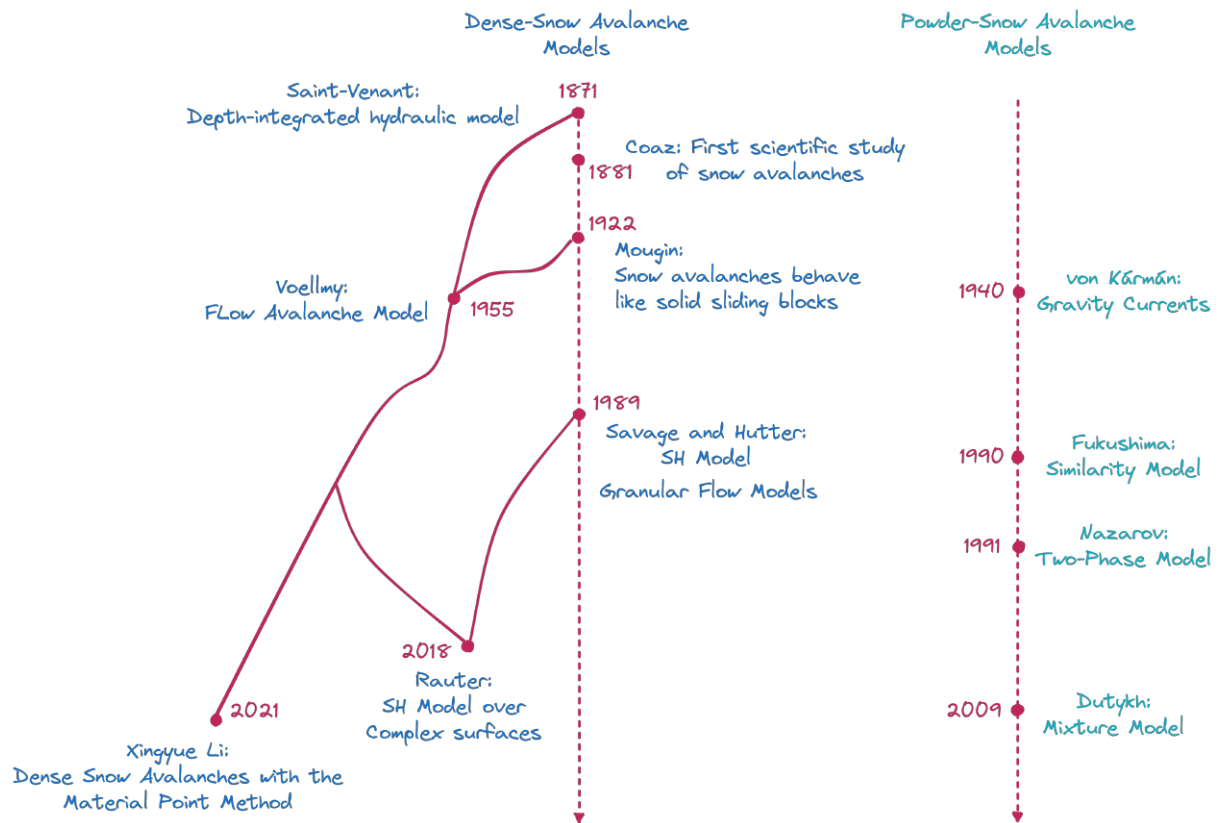 Dense-Snow Avalanche
Models
Powder-Snow Avalanche
Models
Saint-Venant:
Depth-integrated hydraulic model
1871
Coaz: First scientific study
of snow avalanches
1881
1922
Mougin:
Snow avalanches behave
like solid sliding blocks
Voellmy:
FLow Avalanche Model
1955
1989
Savage and Hutter:
SH Model
Granular Flow Models
2018
Rauter:
SH Model over
Complex surfaces
2021
Xingyue Li:
Dense Snow Avalanches with the
Material Point Method
1940
von Kármán:
Gravity Currents
1990
Fukushima:
Similarity Model
1991
Nazarov:
Two-Phase Model
2009
Dutykh:
Mixture Model